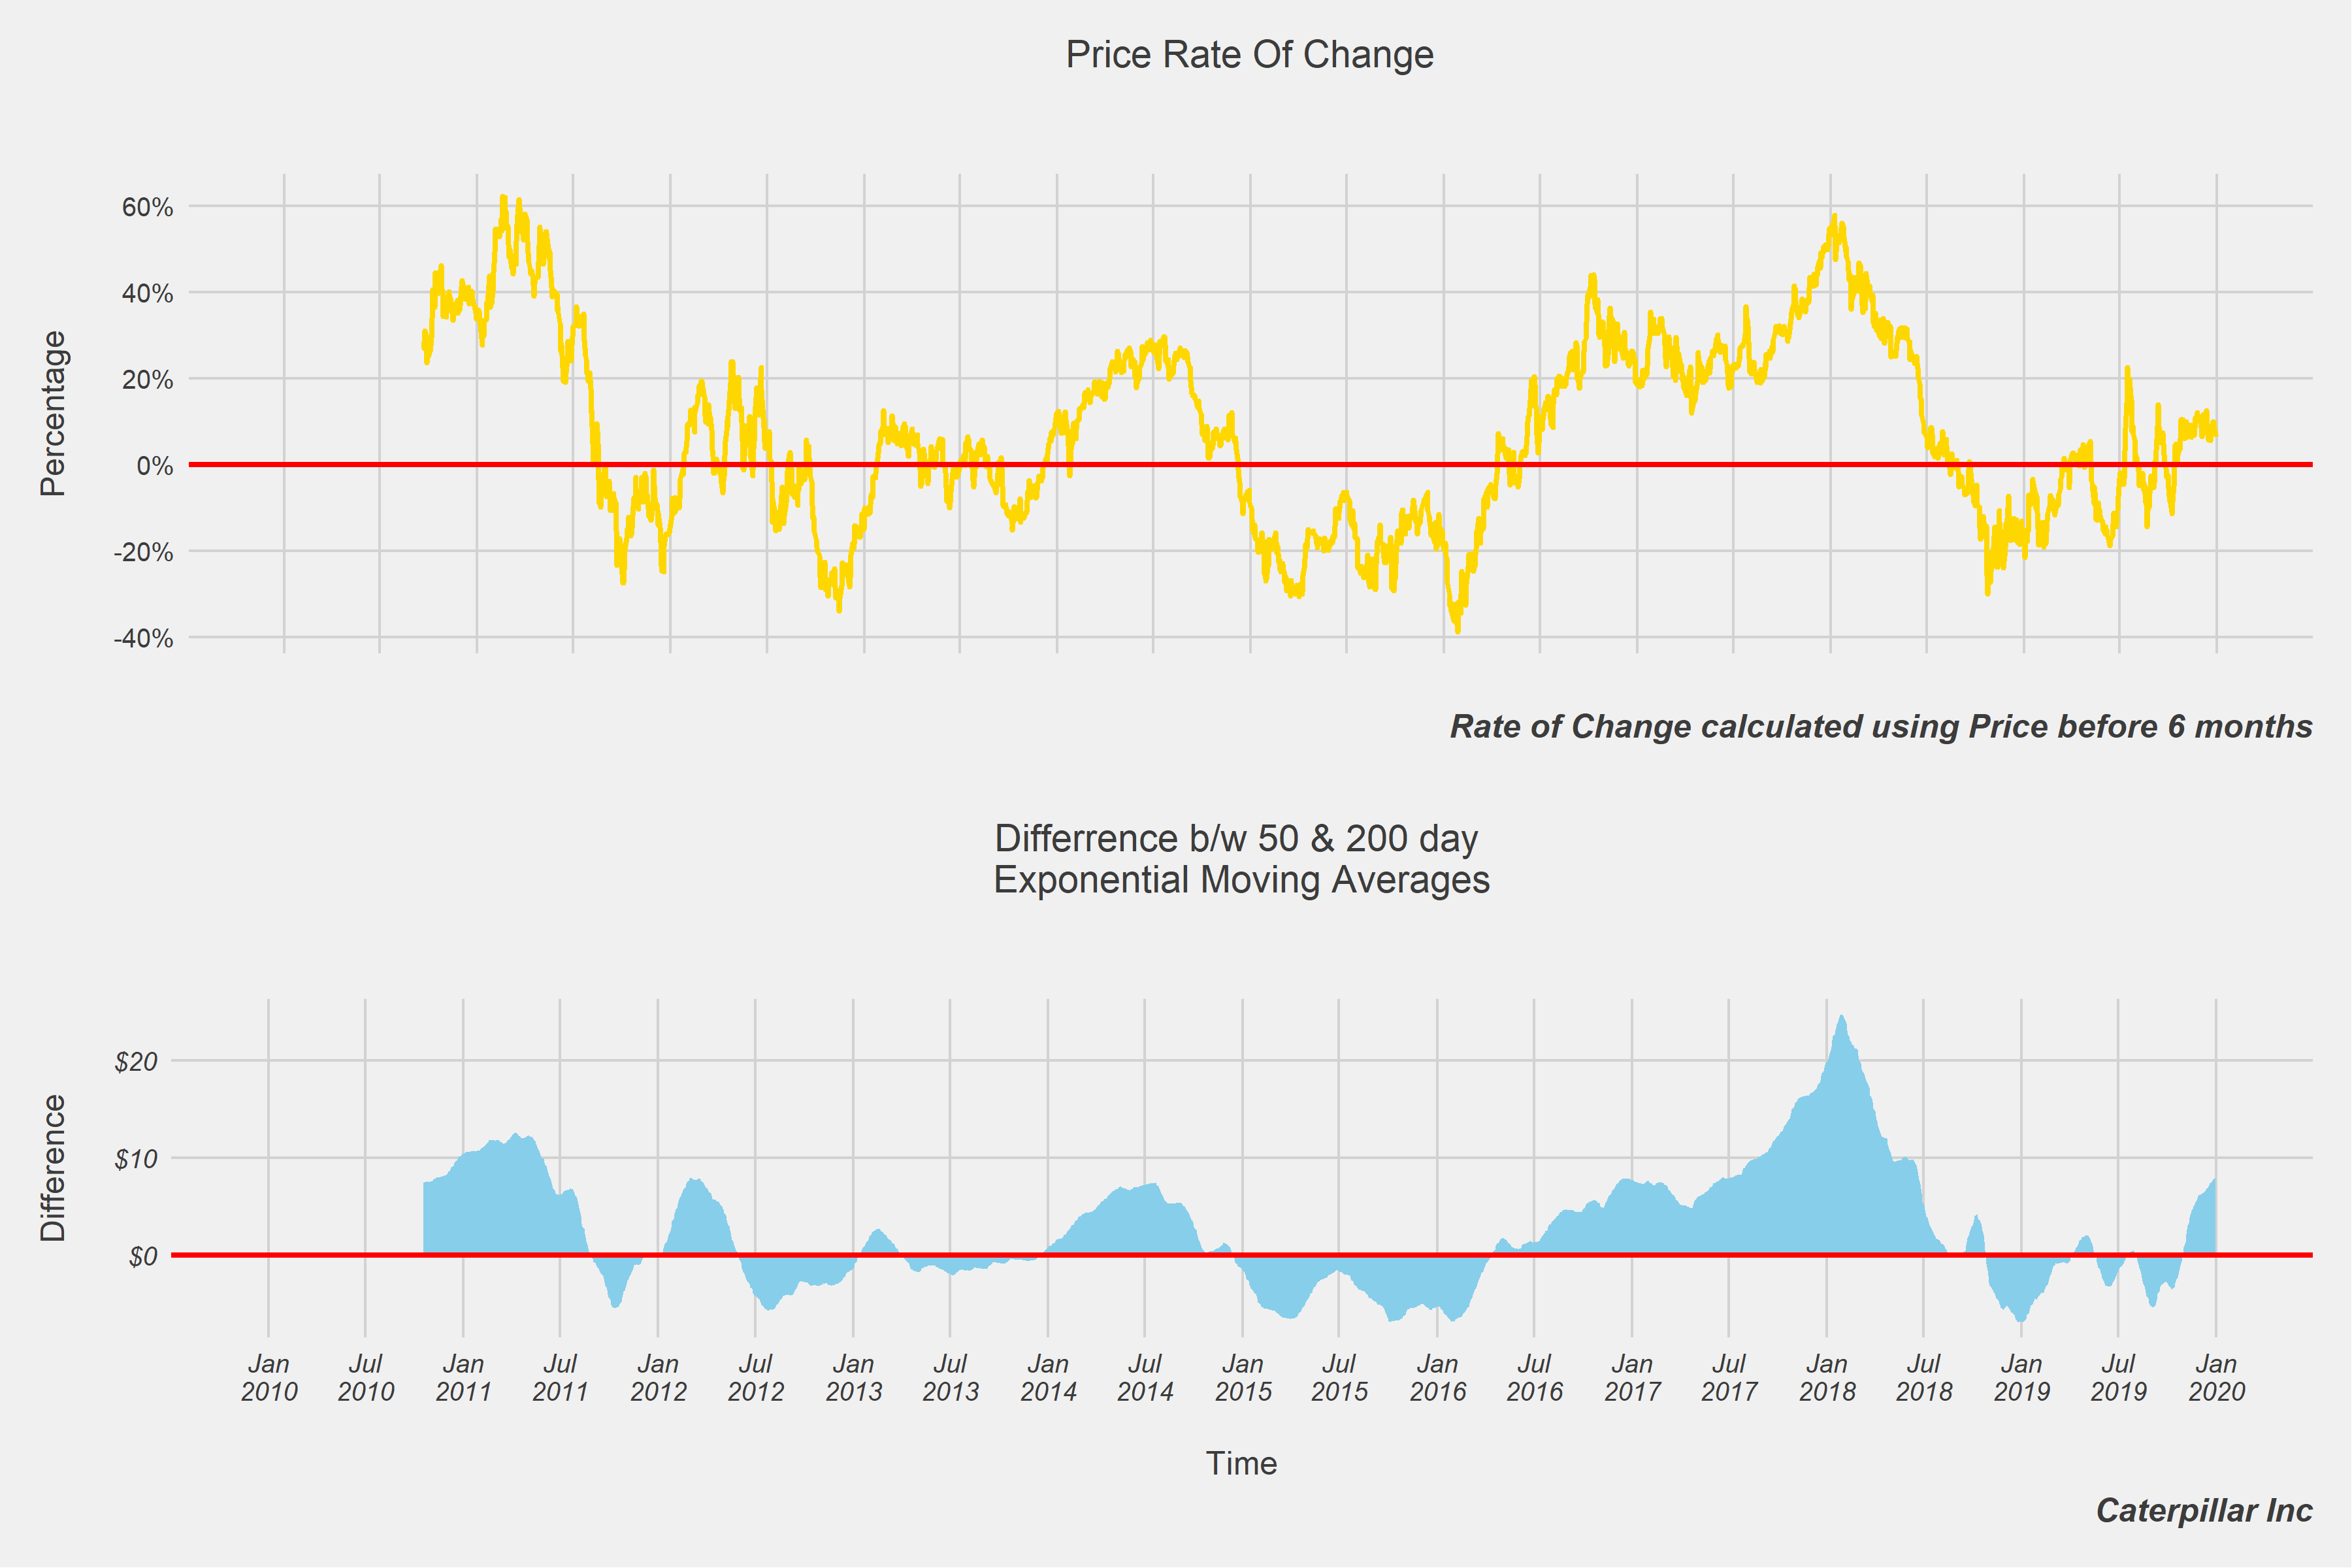 Price Rate Of Change
60%
40%
20%
0%
-20%
-40%
Percentage
Rate of Change calculated using Price before 6 months
Differrence b/w 50 & 200 day
Exponential Moving Averages
$20
$10
$0
Difference
Jan Jul Jan Jul Jan Jul Jan Jul Jan Jul Jan Jul Jan Jul Jan Jul Jan Jul Jan Jul Jan
2010 2010 2011 2011 2012 2012 2013 2013 2014 2014 2015 2015 2016 2016 2017 2017 2018 2018 2019 2019 2020
Time
Caterpillar Inc